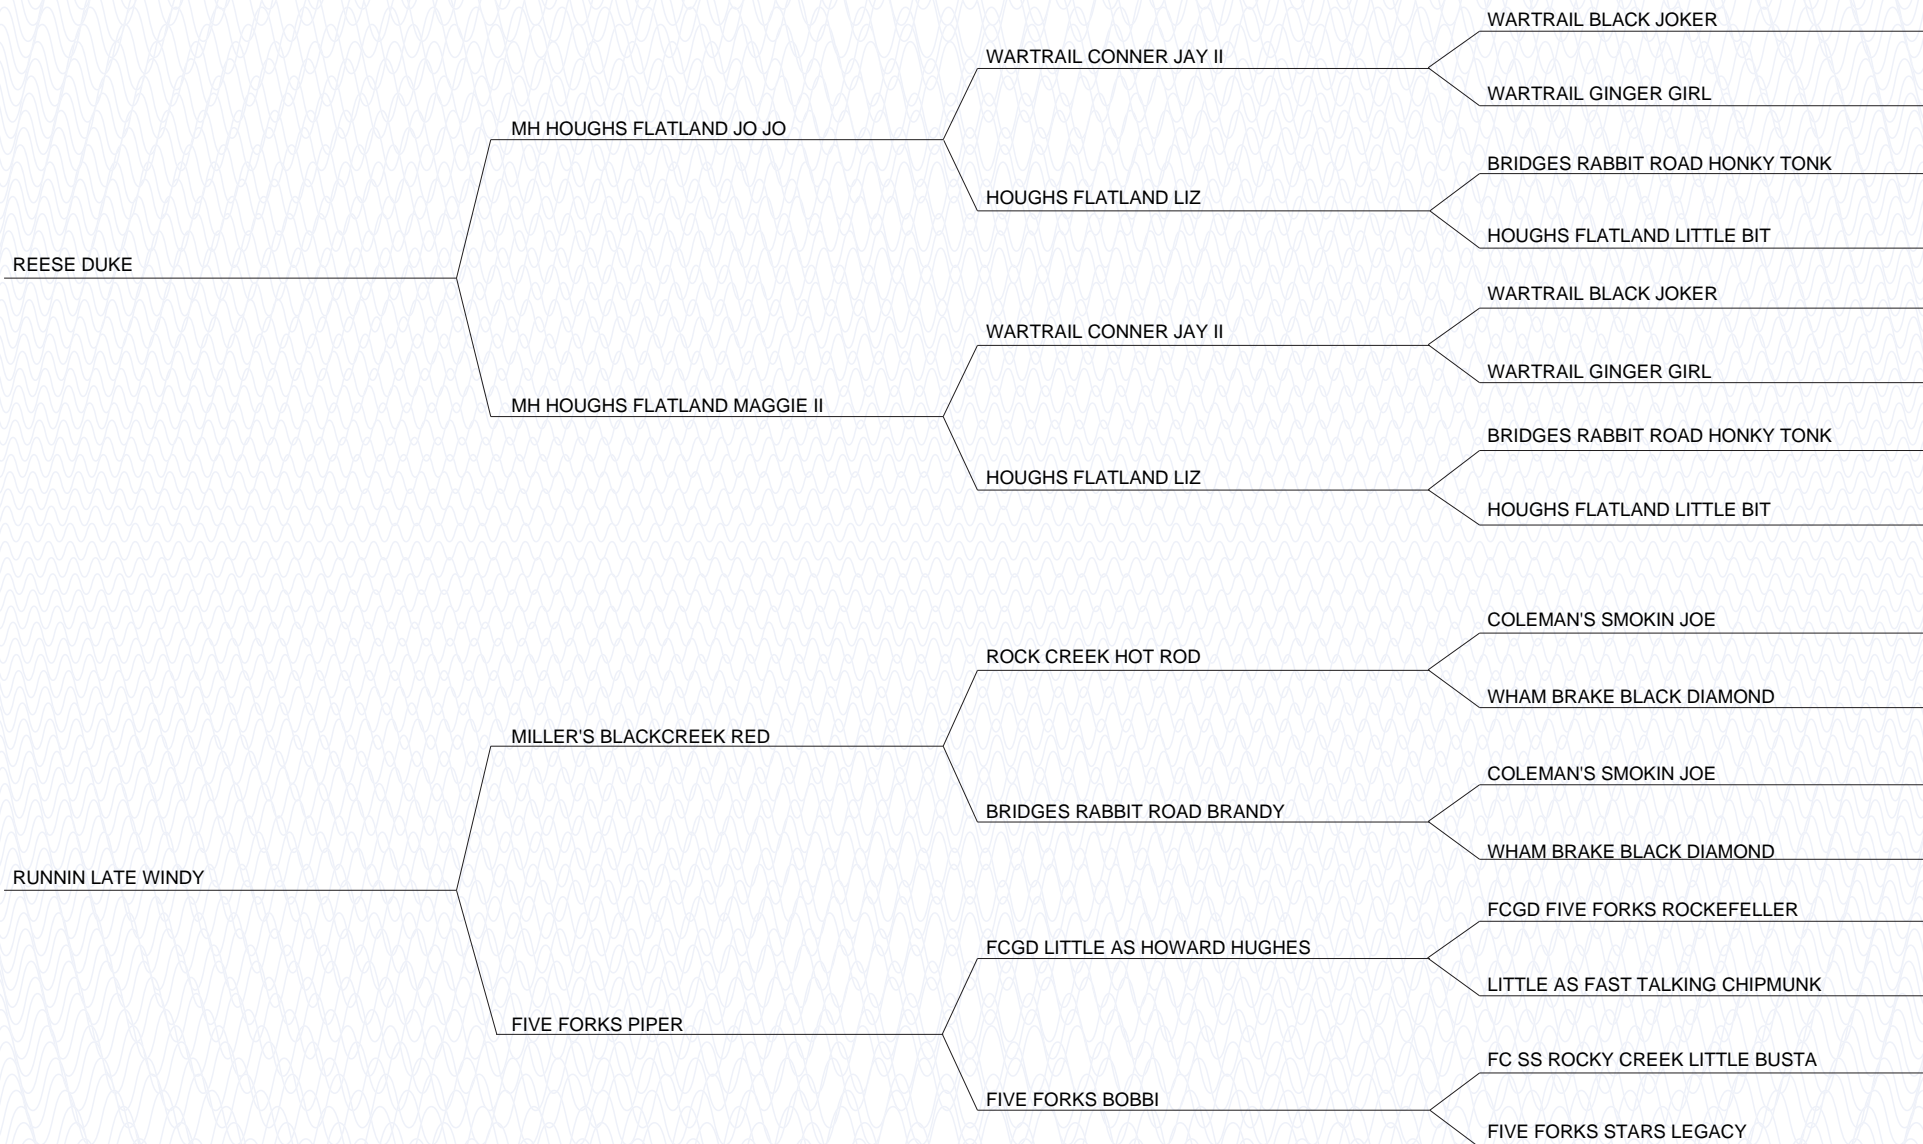 WARTRAIL BLACK JOKER
WARTRAIL CONNER JAY II
WARTRAIL GINGER GIRL
MH HOUGHS FLATLAND JO JO
BRIDGES RABBIT ROAD HONKY TONK
HOUGHS FLATLAND LIZ
HOUGHS FLATLAND LITTLE BIT
REESE DUKE
WARTRAIL BLACK JOKER
WARTRAIL CONNER JAY II
WARTRAIL GINGER GIRL
MH HOUGHS FLATLAND MAGGIE II
BRIDGES RABBIT ROAD HONKY TONK
HOUGHS FLATLAND LIZ
HOUGHS FLATLAND LITTLE BIT
COLEMAN'S SMOKIN JOE
ROCK CREEK HOT ROD
WHAM BRAKE BLACK DIAMOND
MILLER'S BLACKCREEK RED
COLEMAN'S SMOKIN JOE
BRIDGES RABBIT ROAD BRANDY
WHAM BRAKE BLACK DIAMOND
RUNNIN LATE WINDY
FCGD FIVE FORKS ROCKEFELLER
FCGD LITTLE AS HOWARD HUGHES
LITTLE AS FAST TALKING CHIPMUNK
FIVE FORKS PIPER
FC SS ROCKY CREEK LITTLE BUSTA
FIVE FORKS BOBBI
FIVE FORKS STARS LEGACY